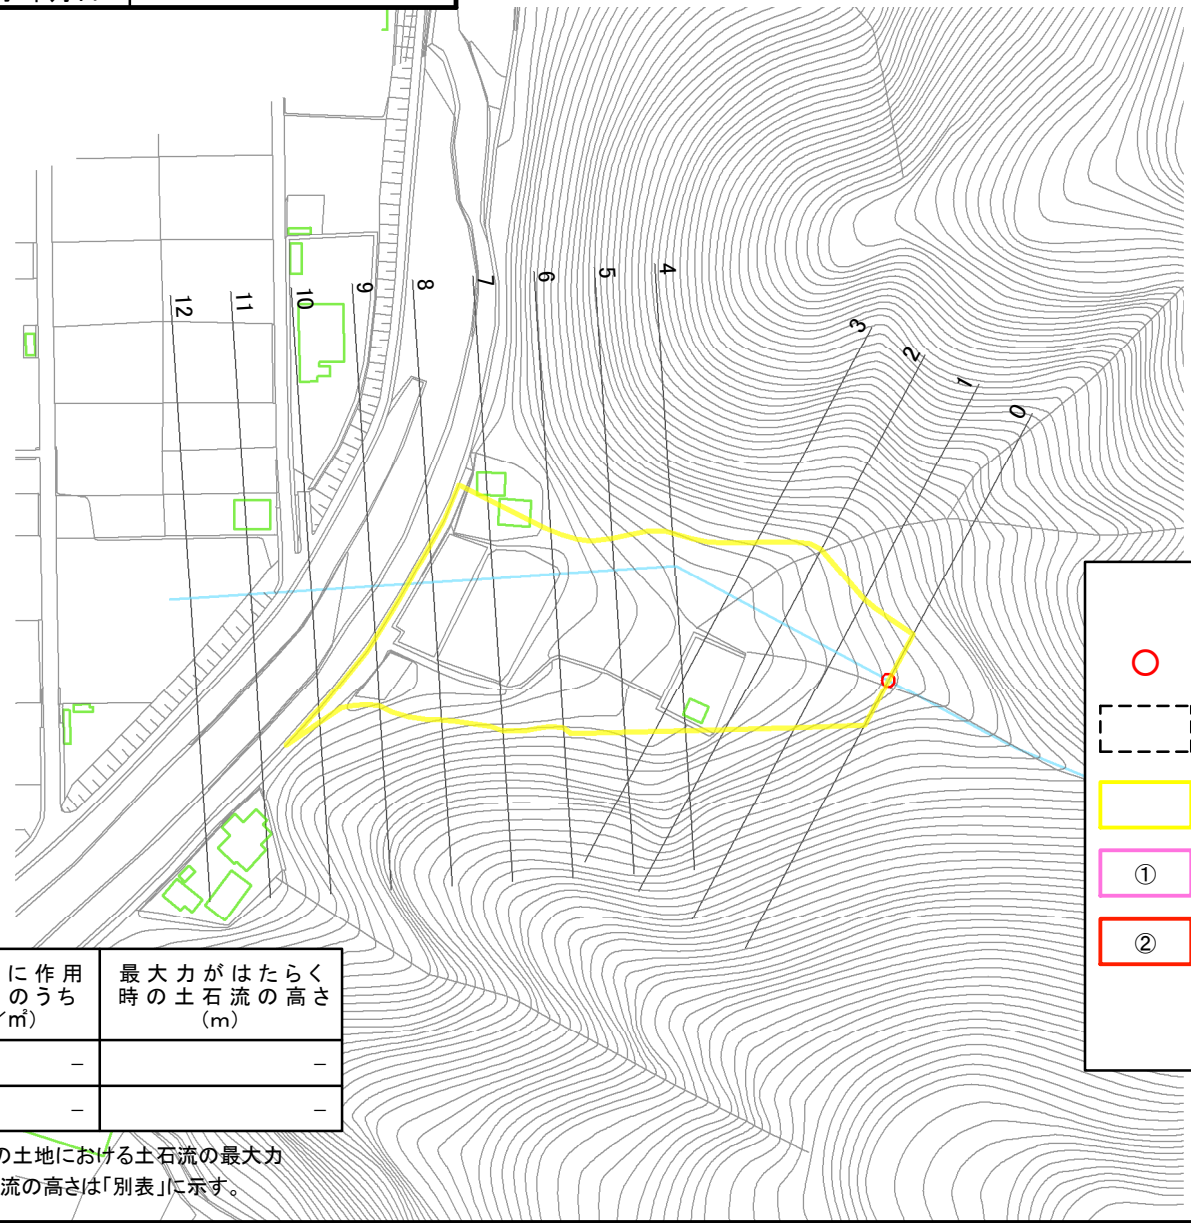 12
11
10
9
8
7
6
5
4
3
2
1
0
①
②
に作用
のうち
/㎡)
最大力がはたらく
時の土石流の高さ
(m)
－
－
－
－
の土地における土石流の最大力
流の高さは「別表」に示す。